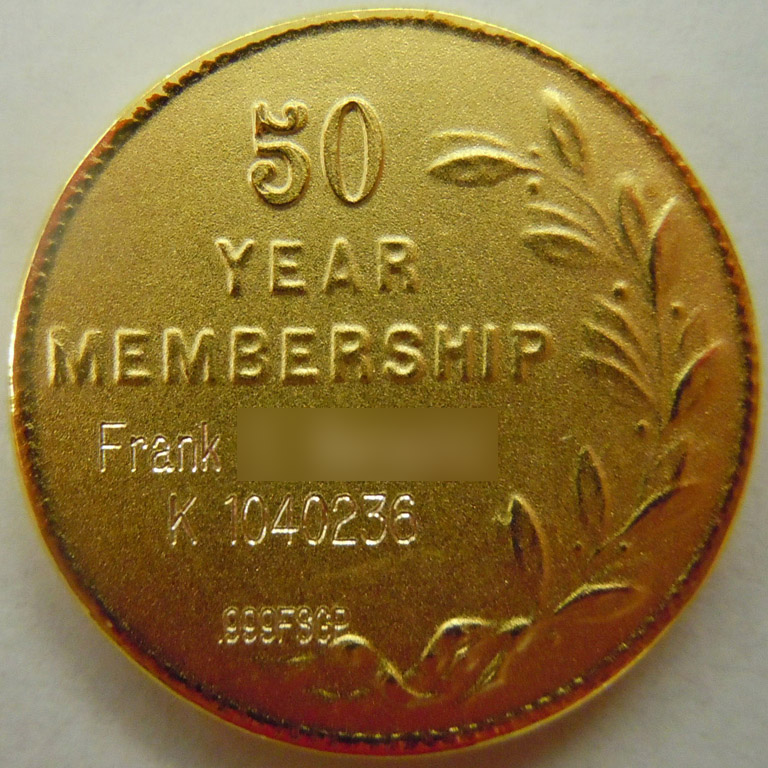 50
YEAR
MEMBERSHIP
Frank
K 1040236
.999FSGP